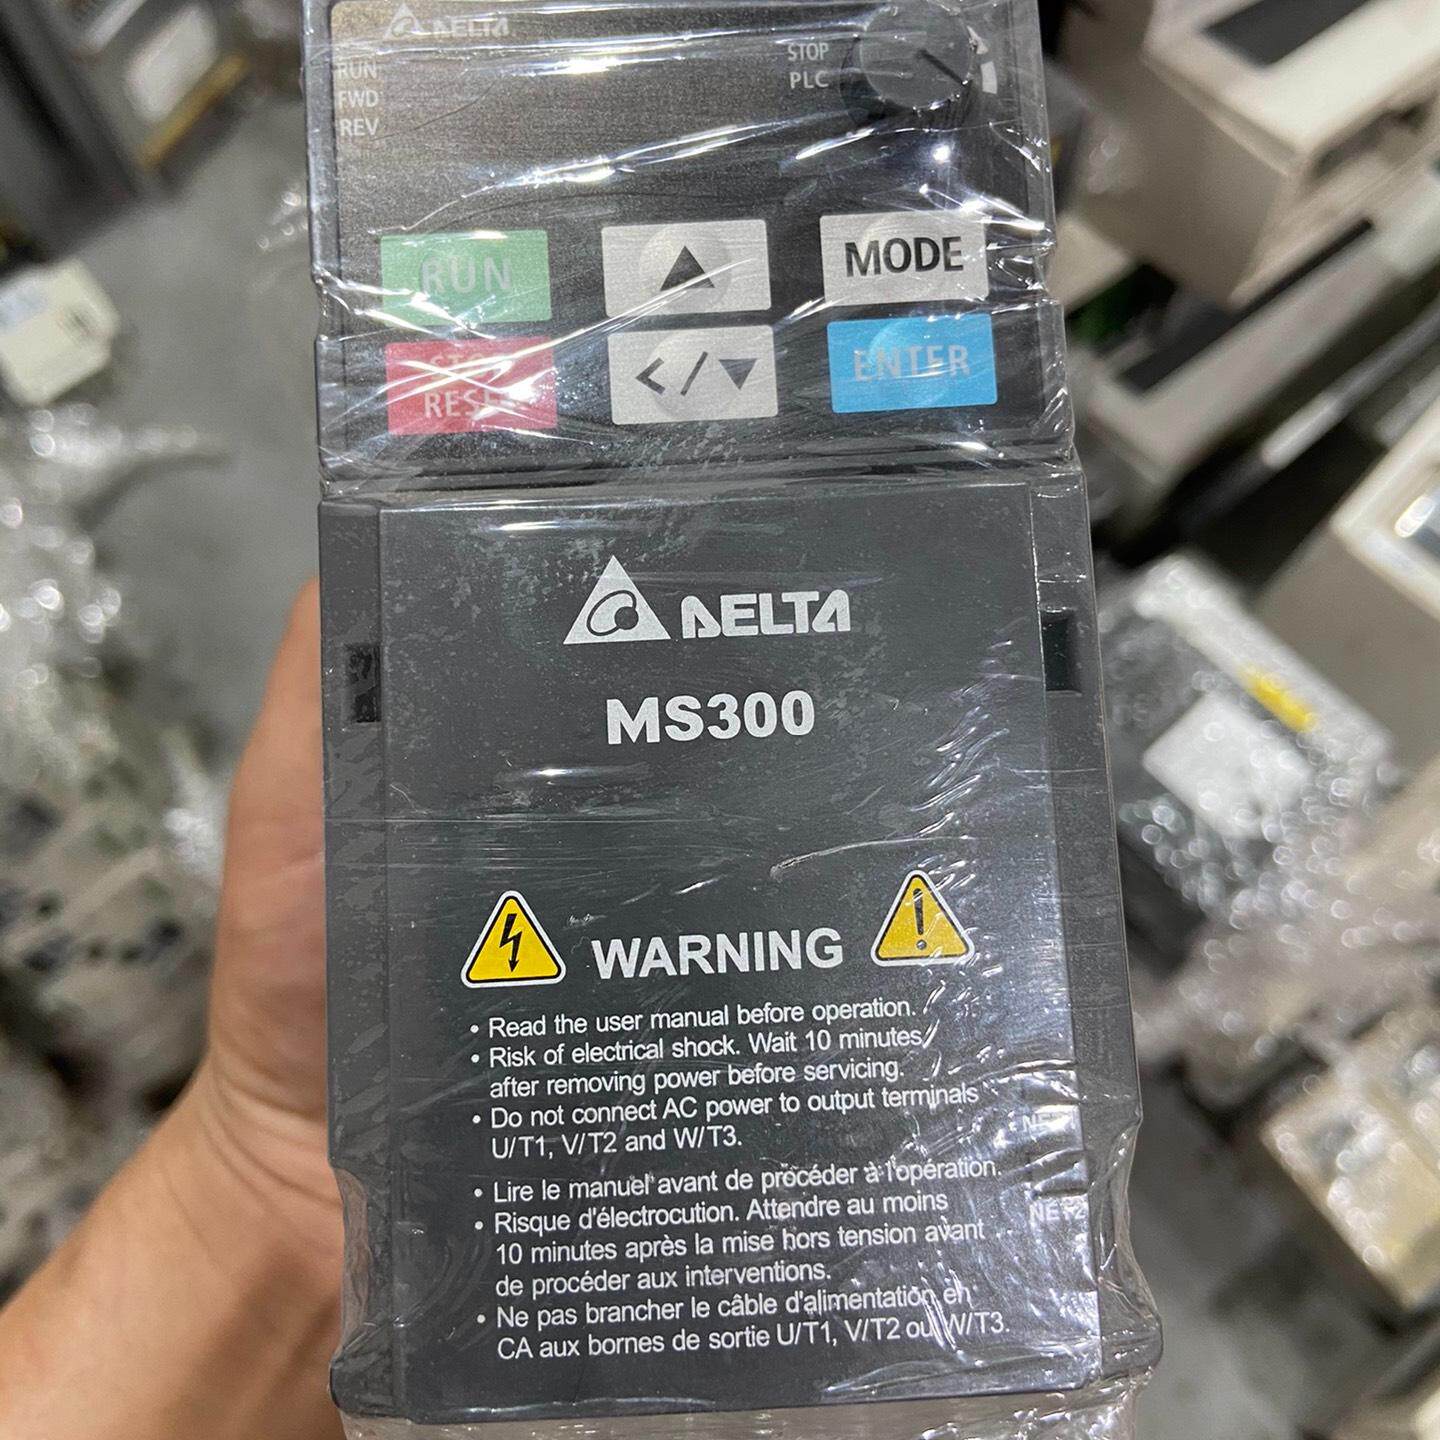 DELTA
RUN
FWD
REV
STOP
PLC
RUN
MODE
STOP
RESET
ENTER
DELTA
MS300
WARNING
• Read the user manual before operation.
• Risk of electrical shock. Wait 10 minutes
after removing power before servicing.
• Do not connect AC power to output terminals
U/T1, V/T2 and W/T3.
• Lire le manuel avant de procéder à l'opération.
• Risque d'électrocution. Attendre au moins
10 minutes après la mise hors tension avant
de procéder aux interventions.
• Ne pas brancher le câble d'alimentation en
CA aux bornes de sortie U/T1, V/T2 ou W/T3.